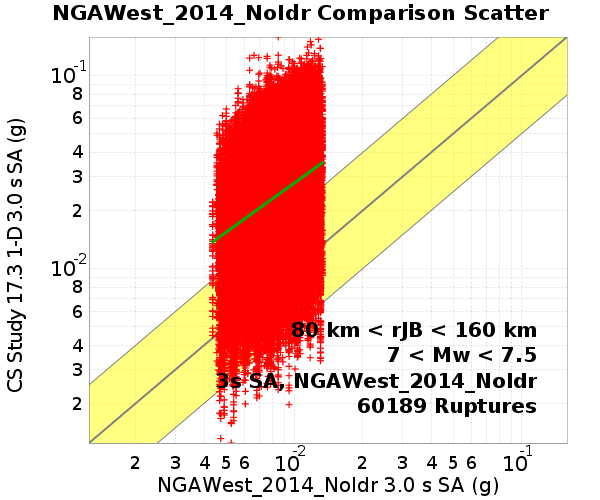 NGAWest_2014_NoIdr Comparison Scatter
CS Study 17.3 1-D 3.0 s SA (g)
10^-1
8
6
4
3
2
10^-2
8
6
4
3
2
80 km < rJB < 160 km
7 < Mw < 7.5
3s SA, NGAWest_2014_NoIdr
60189 Ruptures
2 3 4 5 6 10^-2 2 3 4 5 6 10^-1
NGAWest_2014_NoIdr 3.0 s SA (g)